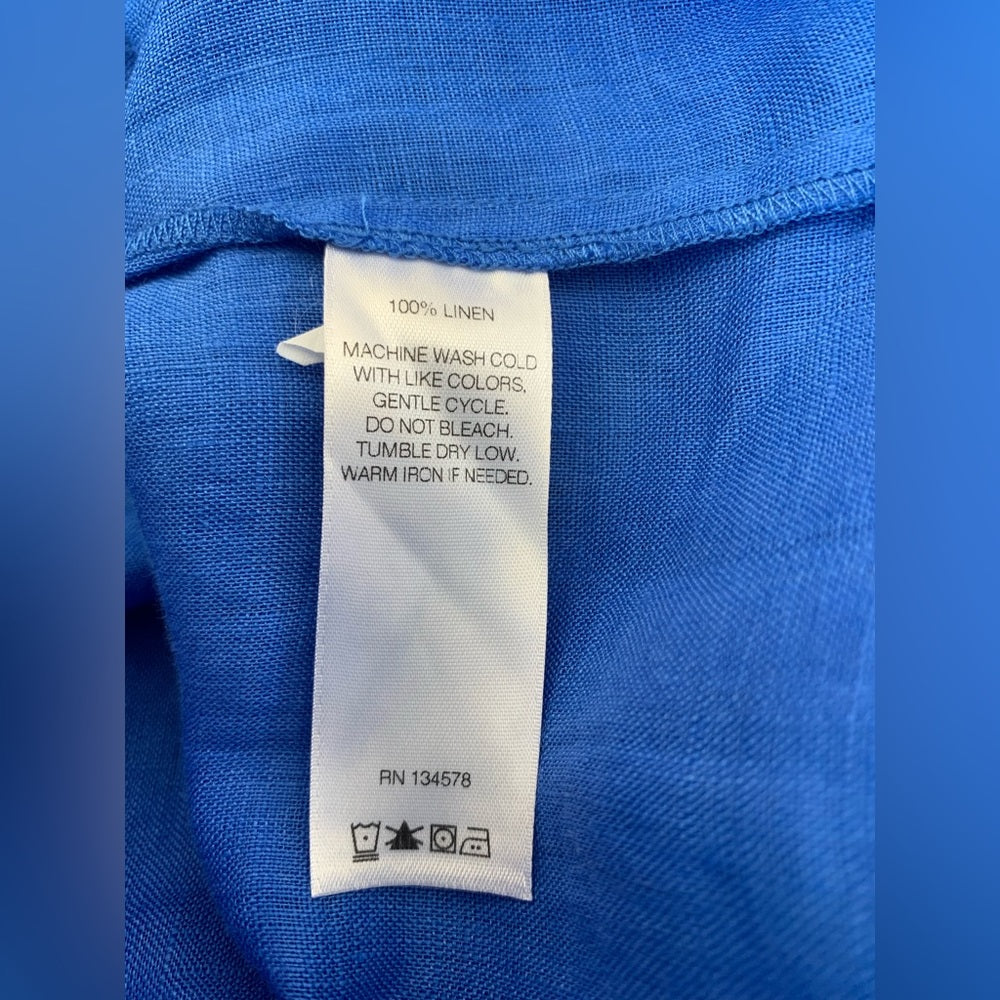 100% LINEN
MACHINE WASH COLD
WITH LIKE COLORS,
GENTLE CYCLE.
DO NOT BLEACH.
TUMBLE DRY LOW.
WARM IRON IF NEEDED.
RN 134578